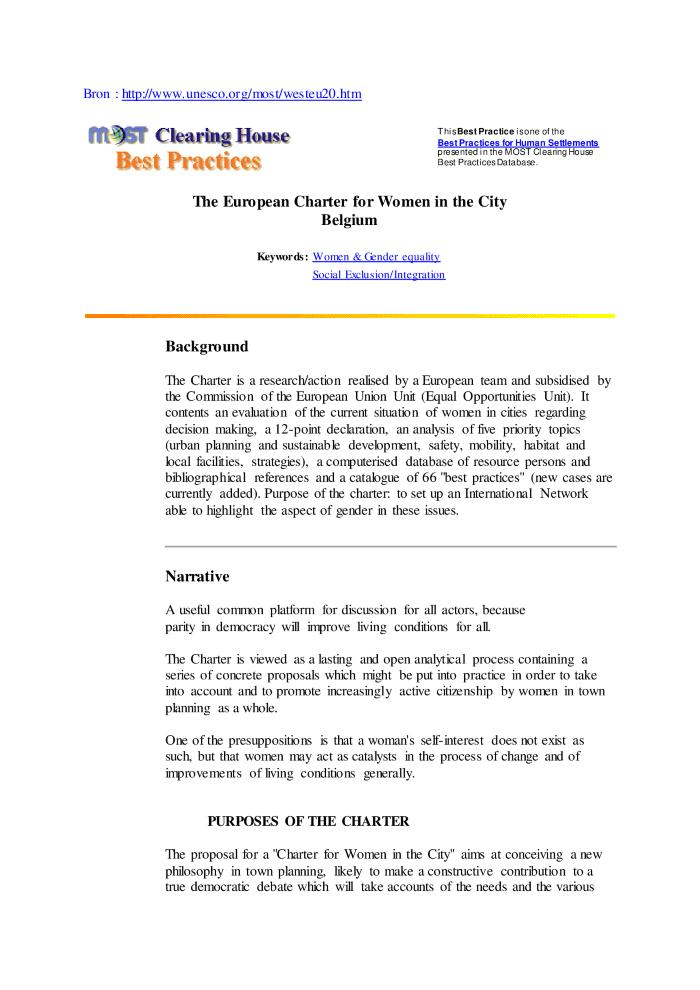 Bron : http://www.unesco.org/most/westeu20.htm
MOST Clearing House
Best Practices
This Best Practice is one of the
Best Practices for Human Settlements
presented in the MOST Clearing House
Best Practices Database.
The European Charter for Women in the City
Belgium
Keywords: Women & Gender equality
Social Exclusion/Integration
Background
The Charter is a research/action realised by a European team and subsidised by
the Commission of the European Union Unit (Equal Opportunities Unit). It
contents an evaluation of the current situation of women in cities regarding
decision making, a 12-point declaration, an analysis of five priority topics
(urban planning and sustainable development, safety, mobility, habitat and
local facilities, strategies), a computerised database of resource persons and
bibliographical references and a catalogue of 66 "best practices" (new cases are
currently added). Purpose of the charter: to set up an International Network
able to highlight the aspect of gender in these issues.
Narrative
A useful common platform for discussion for all actors, because
parity in democracy will improve living conditions for all.
The Charter is viewed as a lasting and open analytical process containing a
series of concrete proposals which might be put into practice in order to take
into account and to promote increasingly active citizenship by women in town
planning as a whole.
One of the presuppositions is that a woman's self-interest does not exist as
such, but that women may act as catalysts in the process of change and of
improvements of living conditions generally.
PURPOSES OF THE CHARTER
The proposal for a "Charter for Women in the City" aims at conceiving a new
philosophy in town planning, likely to make a constructive contribution to a
true democratic debate which will take accounts of the needs and the various